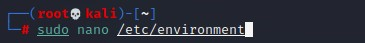 ┌──(root💀kali)-[~]
└─# sudo nano /etc/environment